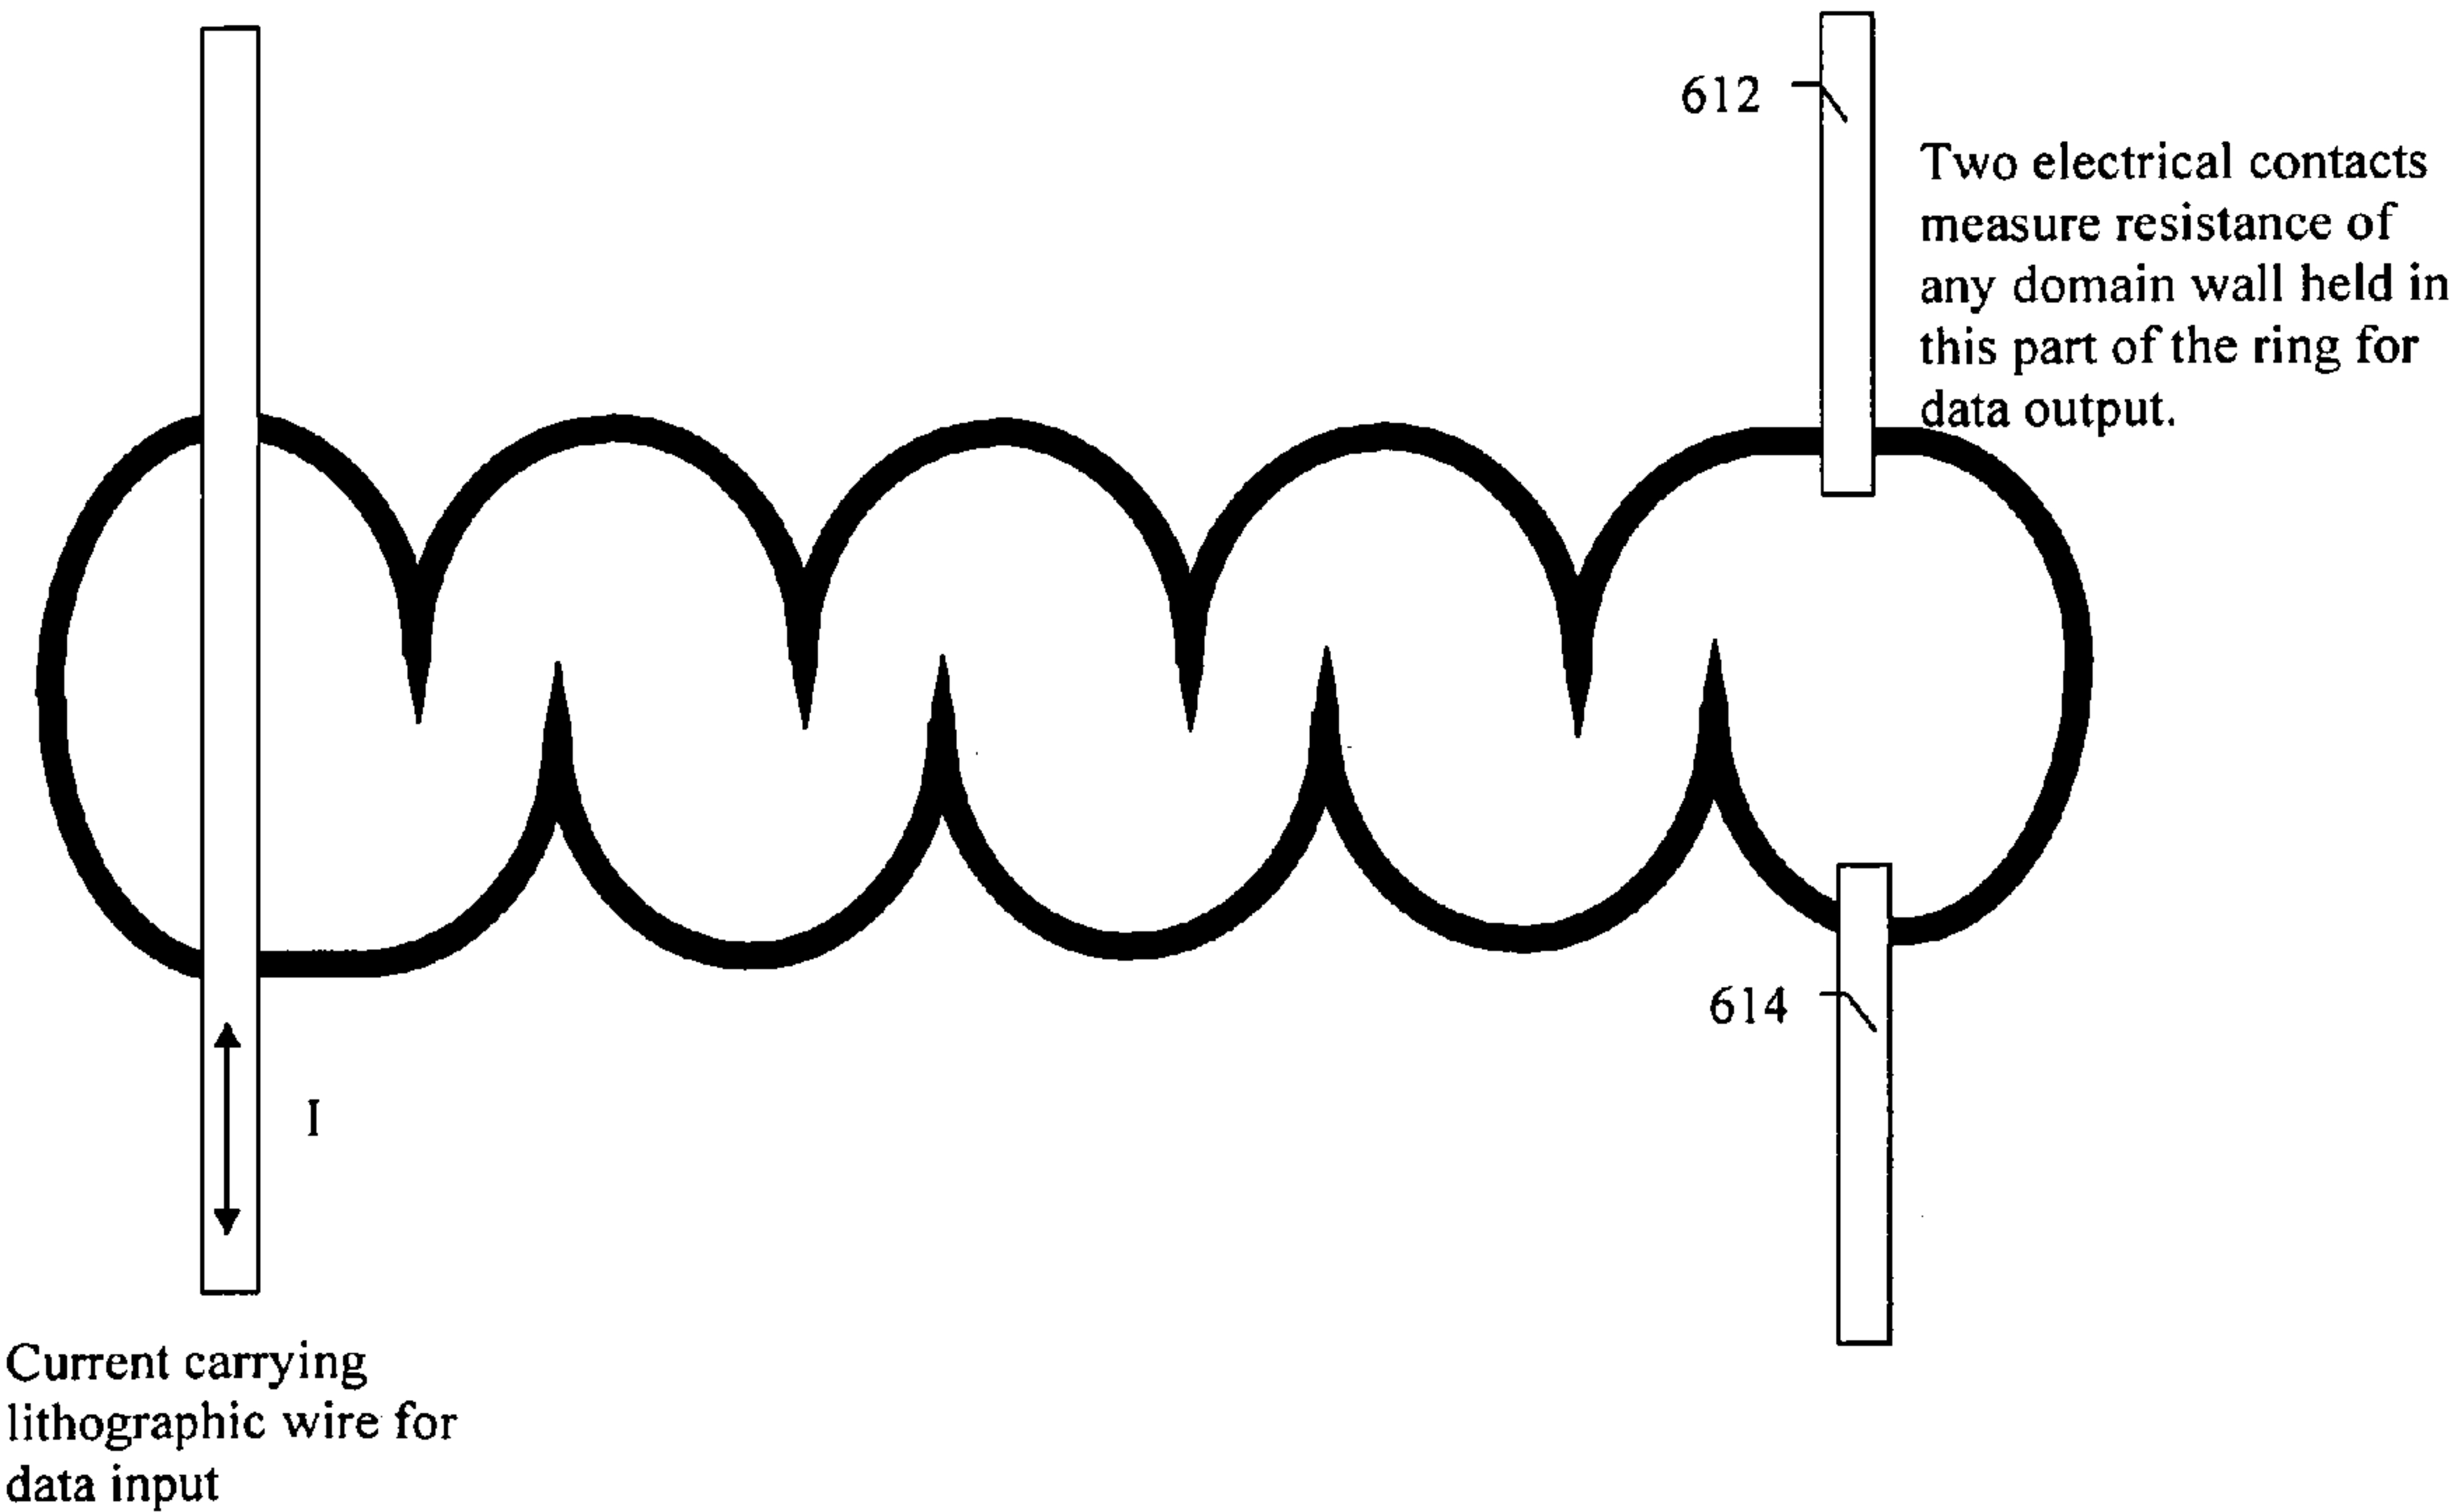 612
Two electrical contacts
measure resistance of
any domain wall held in
this part of the ring for
data output.
614
I
Current carrying
lithographic wire for
data input